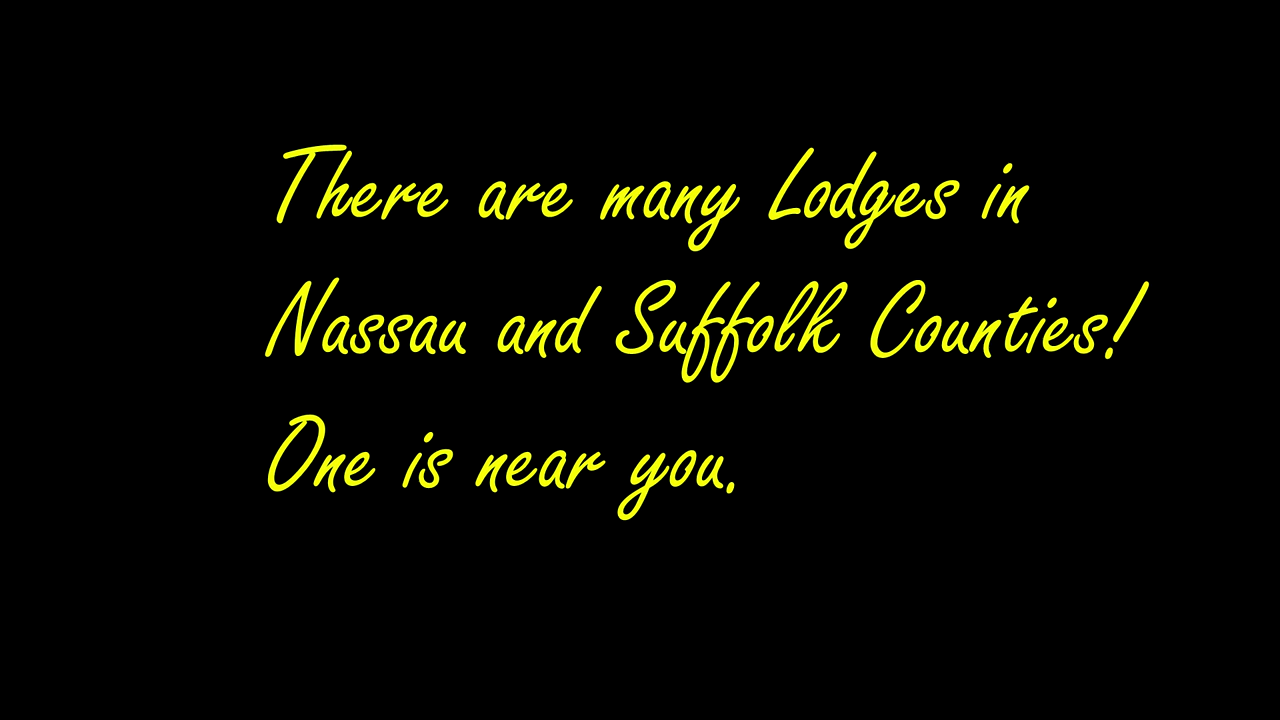 There are many Lodges in
Nassau and Suffolk Counties!
One is near you.